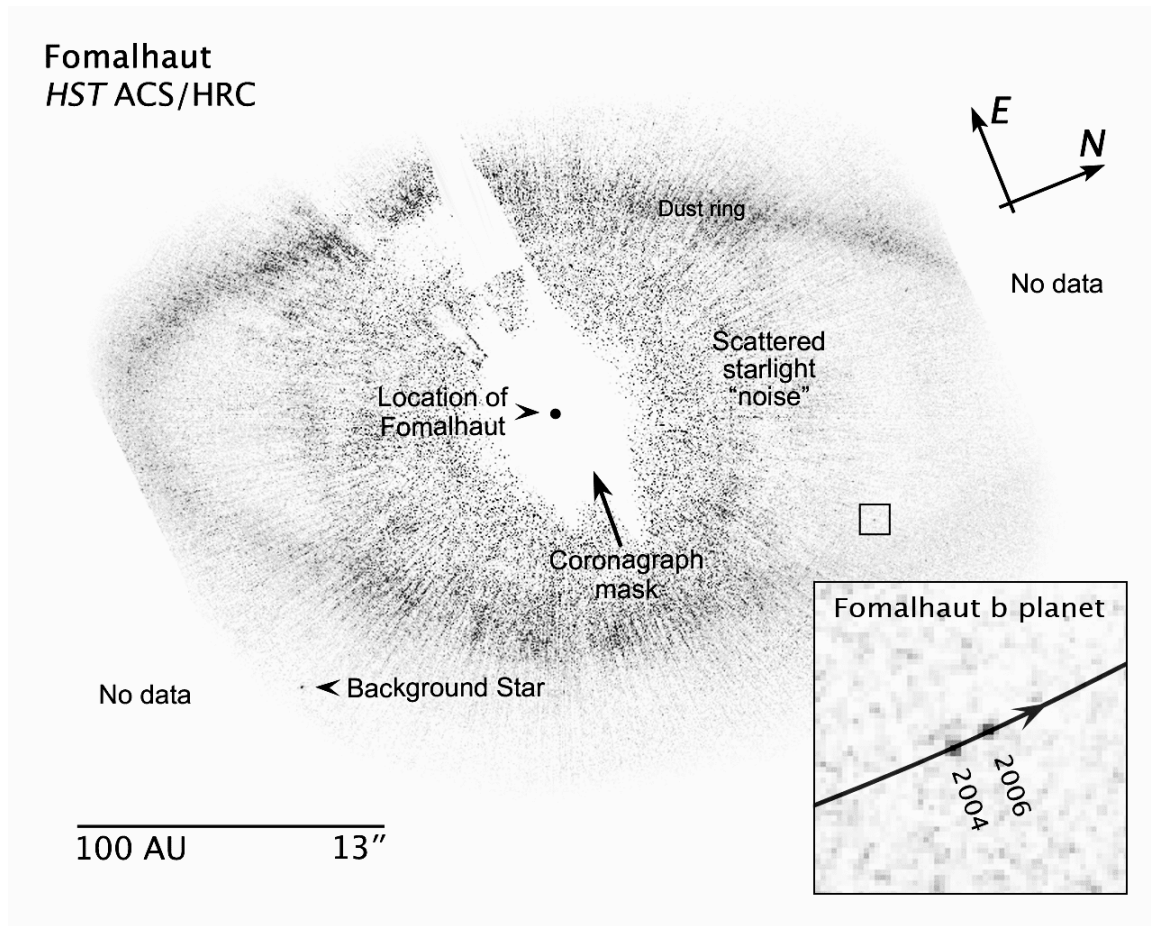 Fomalhaut
HST ACS/HRC
E
N
Dust ring
No data
Scattered
starlight
“noise”
Location of
Fomalhaut
Coronagraph
mask
Fomalhaut b planet
No data
Background Star
2006
2004
100 AU 13″